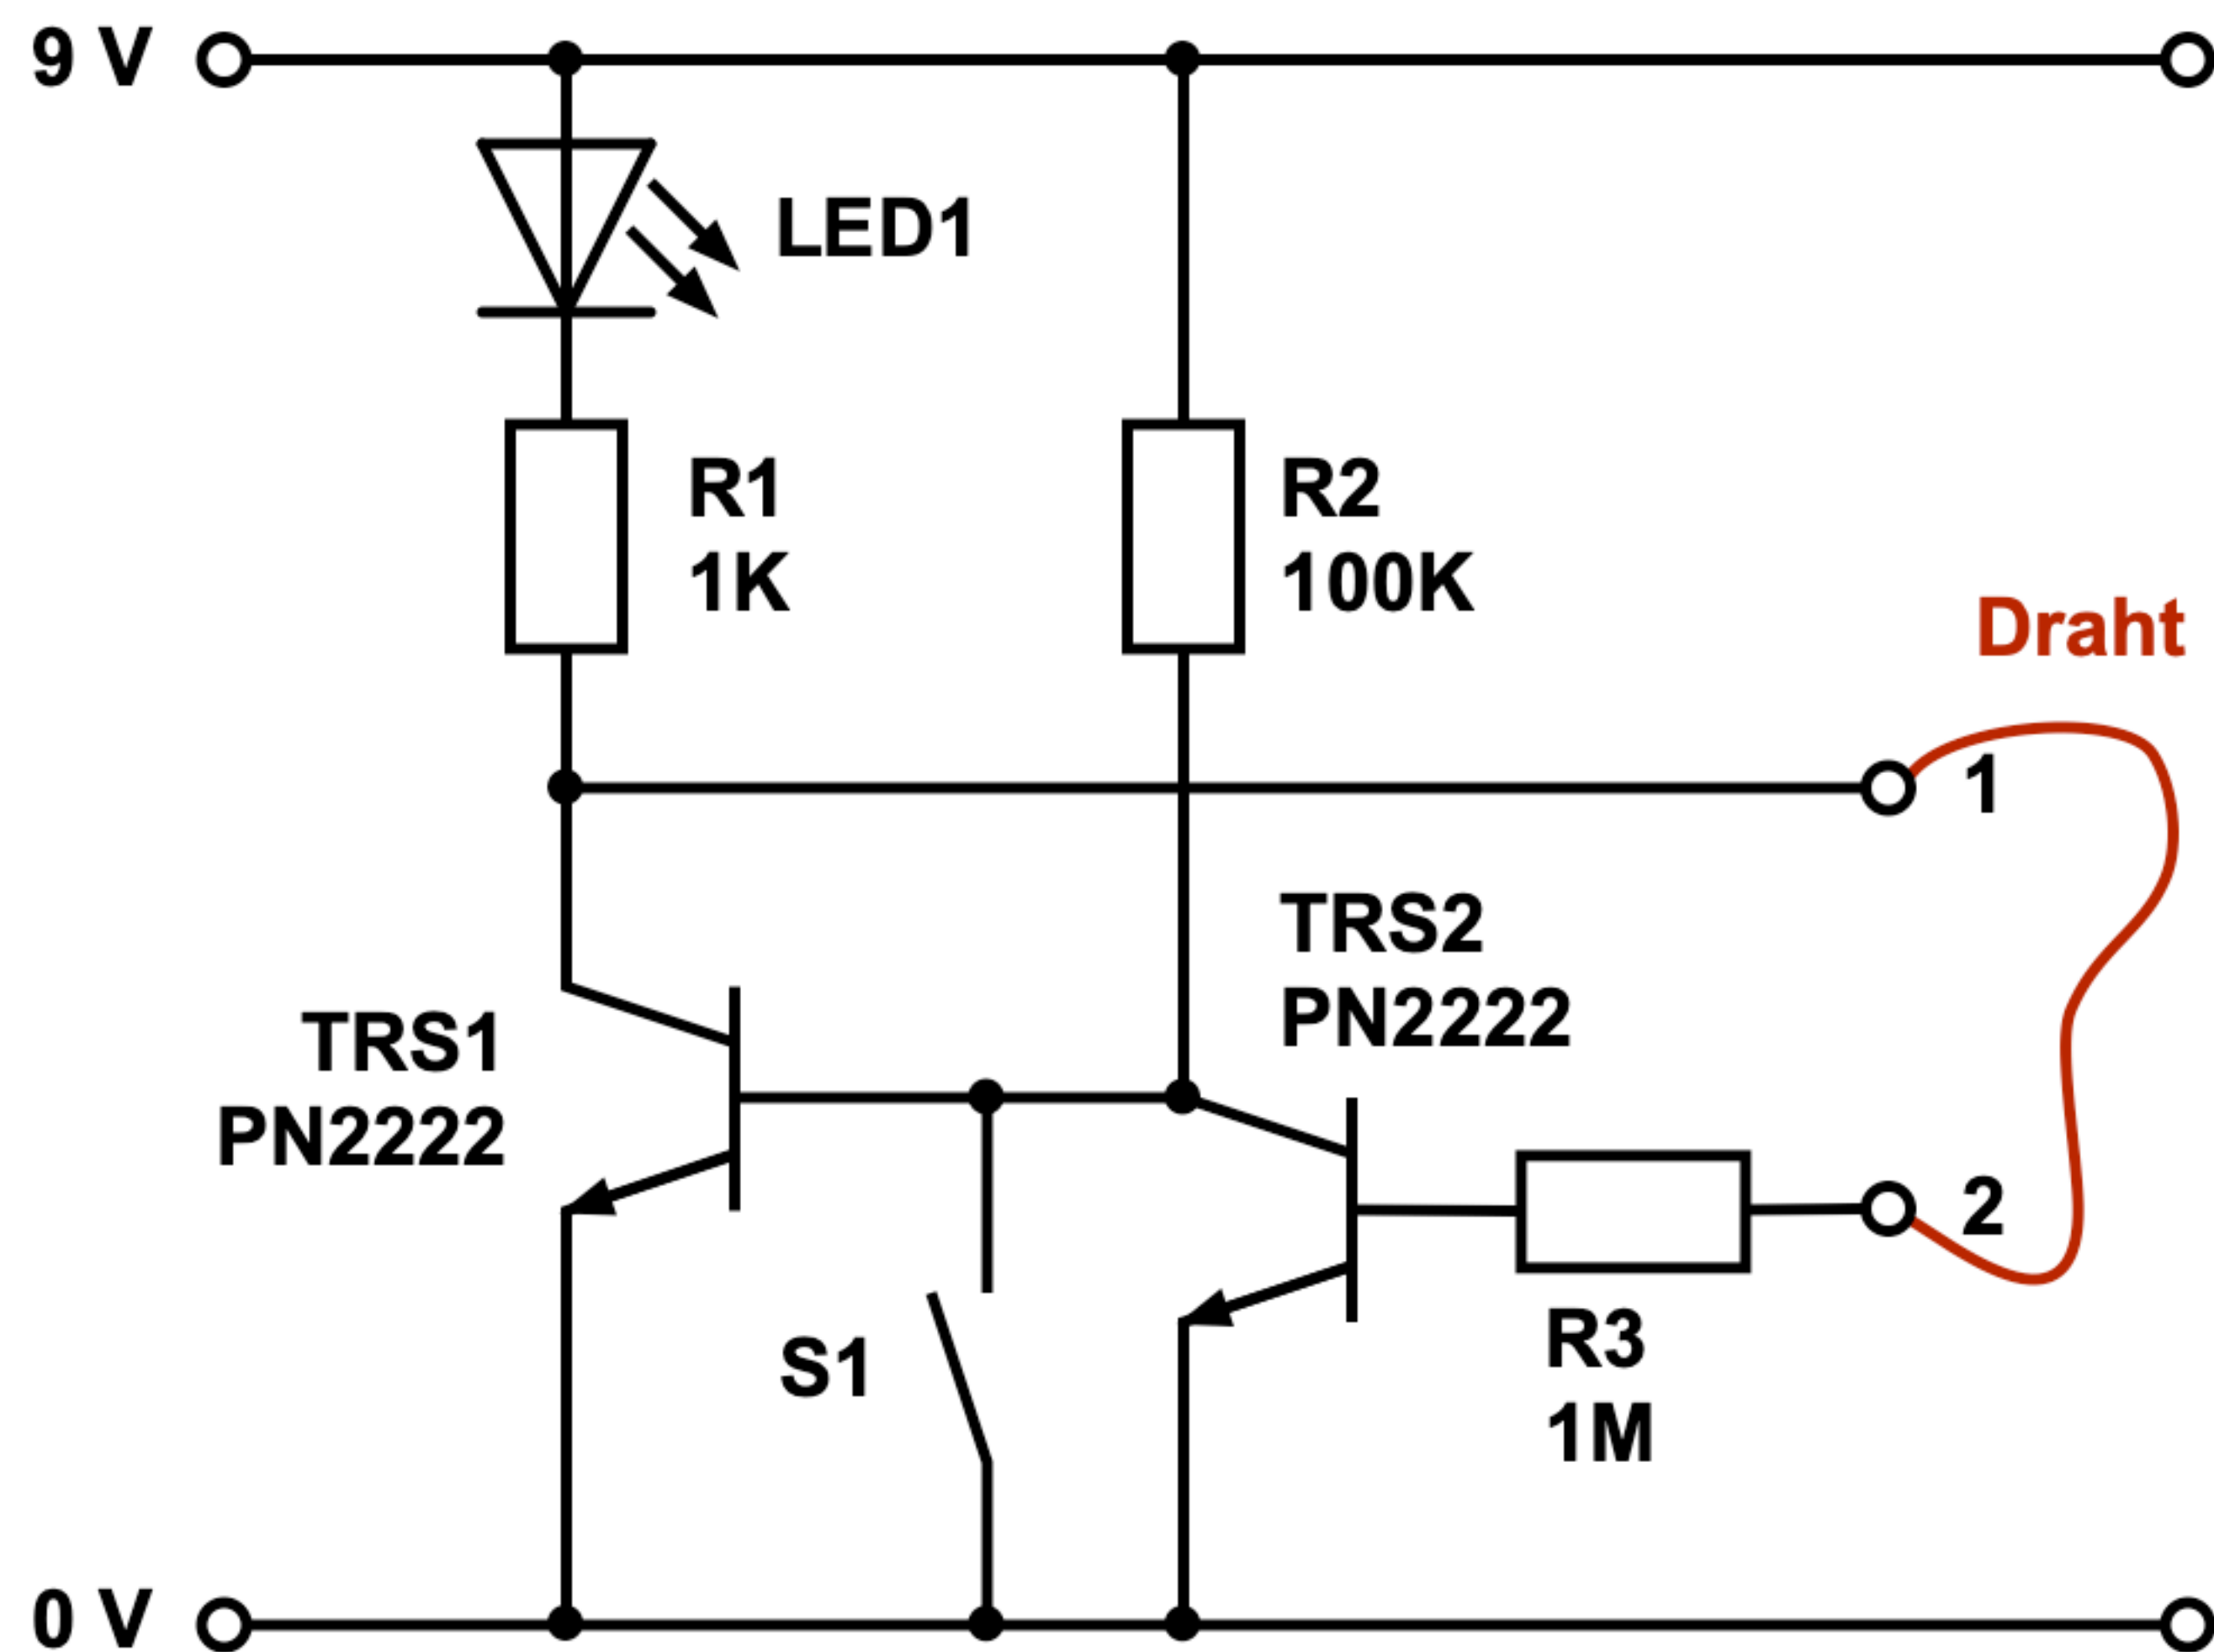 9 V
LED1
R1
1K
R2
100K
Draht
1
TRS2
PN2222
TRS1
PN2222
2
S1
R3
1M
0 V